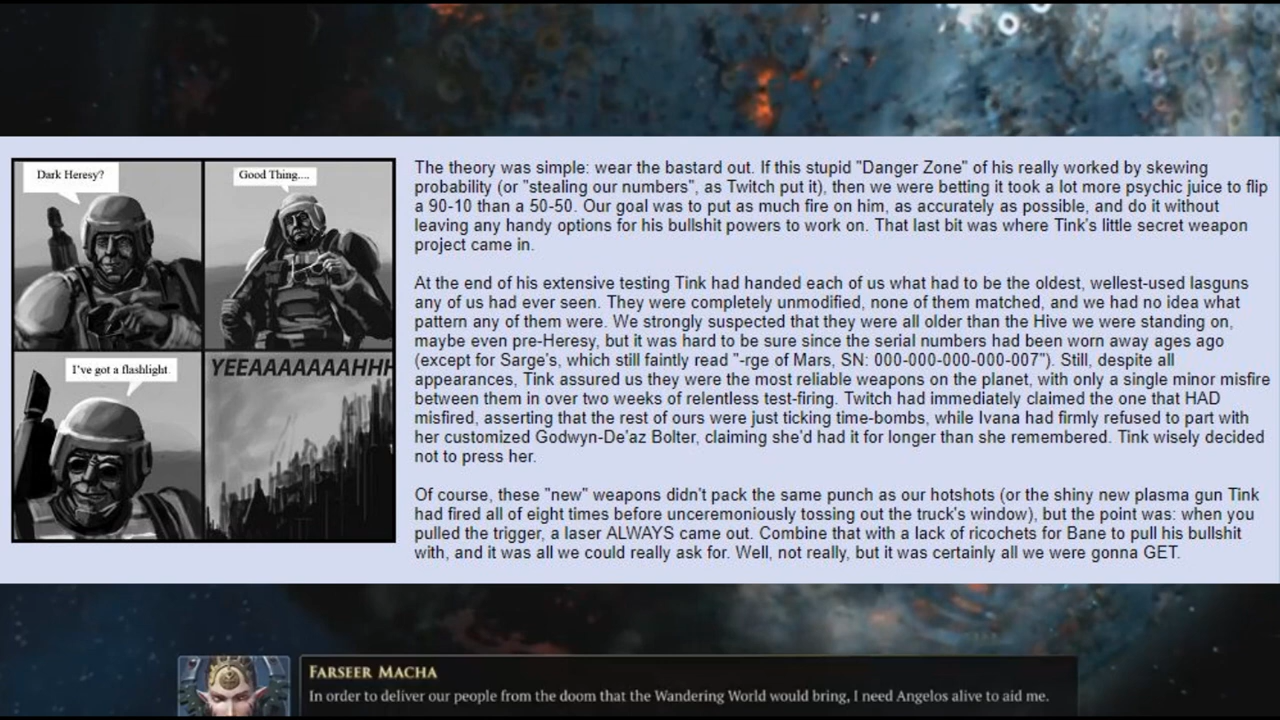 Dark Heresy?
Good Thing....
I've got a flashlight.
YEEAAAAAAAHHH
The theory was simple: wear the bastard out. If this stupid "Danger Zone" of his really worked by skewing
probability (or "stealing our numbers", as Twitch put it), then we were betting it took a lot more psychic juice to flip
a 90-10 than a 50-50. Our goal was to put as much fire on him, as accurately as possible, and do it without
leaving any handy options for his bullshit powers to work on. That last bit was where Tink's little secret weapon
project came in.
At the end of his extensive testing Tink had handed each of us what had to be the oldest, wellest-used lasguns
any of us had ever seen. They were completely unmodified, none of them matched, and we had no idea what
pattern any of them were. We strongly suspected that they were all older than the Hive we were standing on,
maybe even pre-Heresy, but it was hard to be sure since the serial numbers had been worn away ages ago
(except for Sarge's, which still faintly read "-rge of Mars, SN: 000-000-000-000-007"). Still, despite all
appearances, Tink assured us they were the most reliable weapons on the planet, with only a single minor misfire
between them in over two weeks of relentless test-firing. Twitch had immediately claimed the one that HAD
misfired, asserting that the rest of ours were just ticking time-bombs, while Ivana had firmly refused to part with
her customized Godwyn-De'az Bolter, claiming she'd had it for longer than she remembered. Tink wisely decided
not to press her.
Of course, these "new" weapons didn't pack the same punch as our hotshots (or the shiny new plasma gun Tink
had fired all of eight times before unceremoniously tossing out the truck's window), but the point was: when you
pulled the trigger, a laser ALWAYS came out. Combine that with a lack of ricochets for Bane to pull his bullshit
with, and it was all we could really ask for. Well, not really, but it was certainly all we were gonna GET.
FARSEER MACHA
In order to deliver our people from the doom that the Wandering World would bring, I need Angelos alive to aid me.